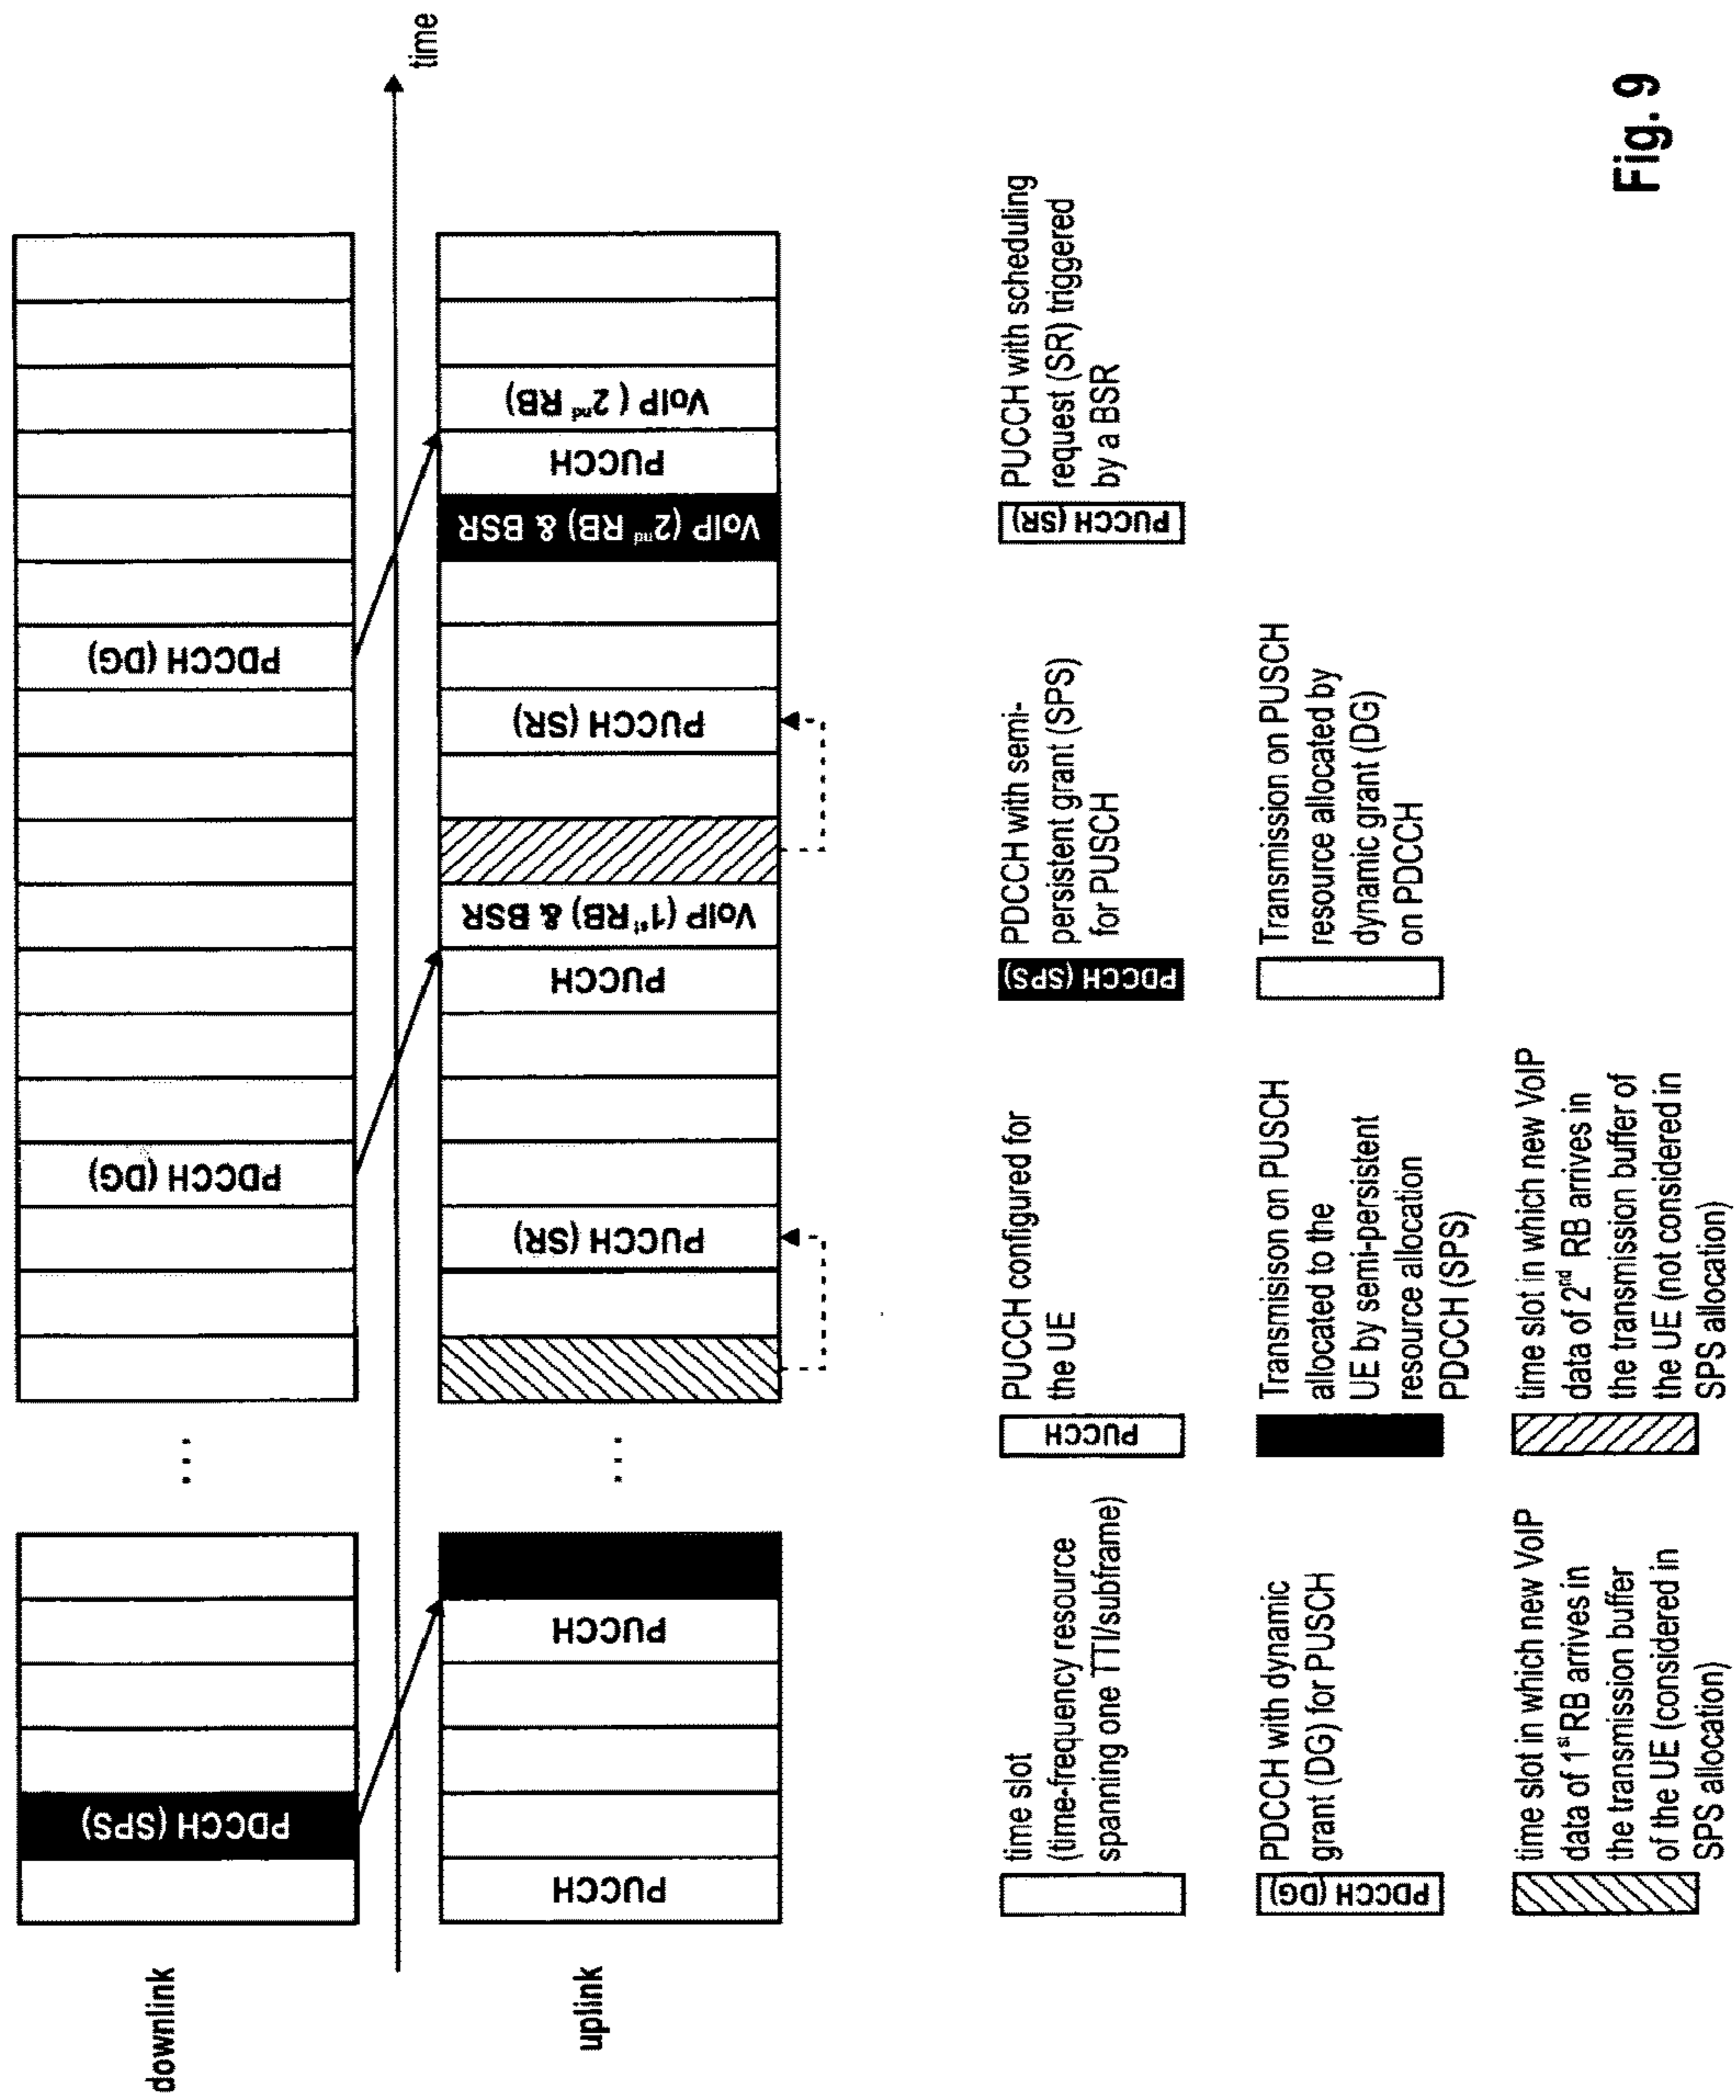 downlink
PDCCH (SPS)
...
PDCCH (DG)
PDCCH (DG)
time
uplink
PUCCH
PUCCH
...
PUCCH (SR)
PUCCH
VoIP (1st RB) & BSR
PUCCH (SR)
VoIP (2nd RB) & BSR
PUCCH
VoIP ( 2nd RB)
time slot
(time-frequency resource
spanning one TTI/subframe)
PUCCH
PUCCH configured for
the UE
PDCCH (SPS)
PDCCH with semi-
persistent grant (SPS)
for PUSCH
PUCCH (SR)
PUCCH with scheduling
request (SR) triggered
by a BSR
PDCCH (DG)
PDCCH with dynamic
grant (DG) for PUSCH
Transmisison on PUSCH
allocated to the
UE by semi-persistent
resource allocation
PDCCH (SPS)
Transmission on PUSCH
resource allocated by
dynamic grant (DG)
on PDCCH
time slot in which new VoIP
data of 1st RB arrives in
the transmission buffer
of the UE (considered in
SPS allocation)
time slot in which new VoIP
data of 2nd RB arrives in
the transmission buffer of
the UE (not considered in
SPS allocation)
Fig. 9